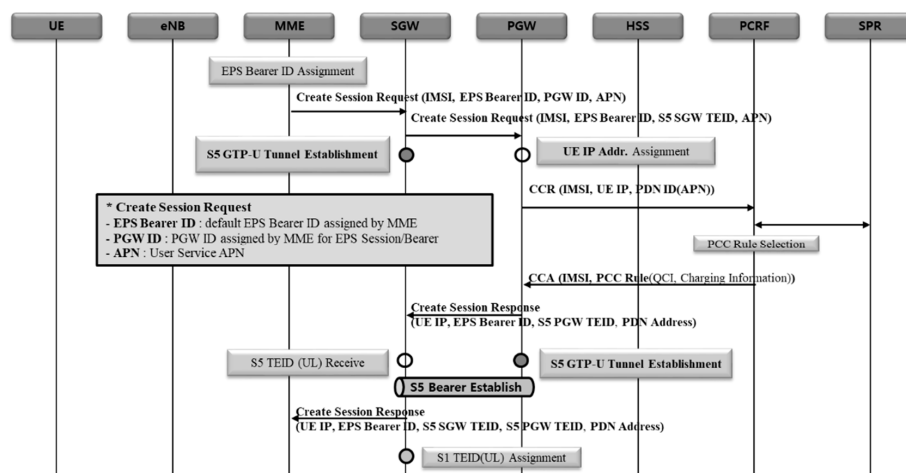 UE eNB MME SGW PGW HSS PCRF SPR
EPS Bearer ID Assignment
Create Session Request (IMSI, EPS Bearer ID, PGW ID, APN)
Create Session Request (IMSI, EPS Bearer ID, S5 SGW TEID, APN)
S5 GTP-U Tunnel Establishment
UE IP Addr. Assignment
CCR (IMSI, UE IP, PDN ID(APN))
* Create Session Request
- EPS Bearer ID : default EPS Bearer ID assigned by MME
- PGW ID : PGW ID assigned by MME for EPS Session/Bearer
- APN : User Service APN
PCC Rule Selection
CCA (IMSI, PCC Rule(QCI, Charging Information))
Create Session Response
(UE IP, EPS Bearer ID, S5 PGW TEID, PDN Address)
S5 TEID (UL) Receive
S5 GTP-U Tunnel Establishment
S5 Bearer Establish
Create Session Response
(UE IP, EPS Bearer ID, S5 SGW TEID, S5 PGW TEID, PDN Address)
S1 TEID(UL) Assignment